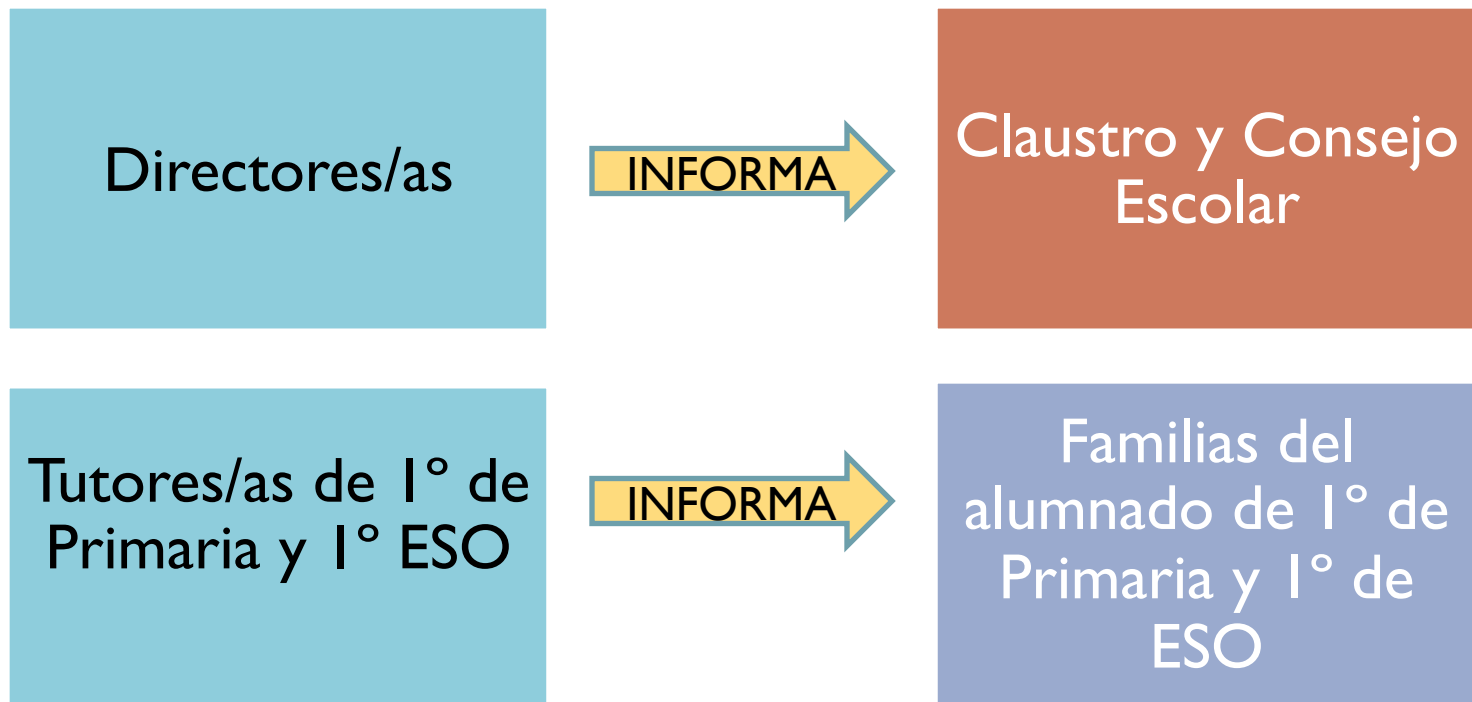 Directores/as
INFORMA
Claustro y Consejo
Escolar
Tutores/as de 1º de
Primaria y 1º ESO
INFORMA
Familias del
alumnado de 1º de
Primaria y 1º de
ESO